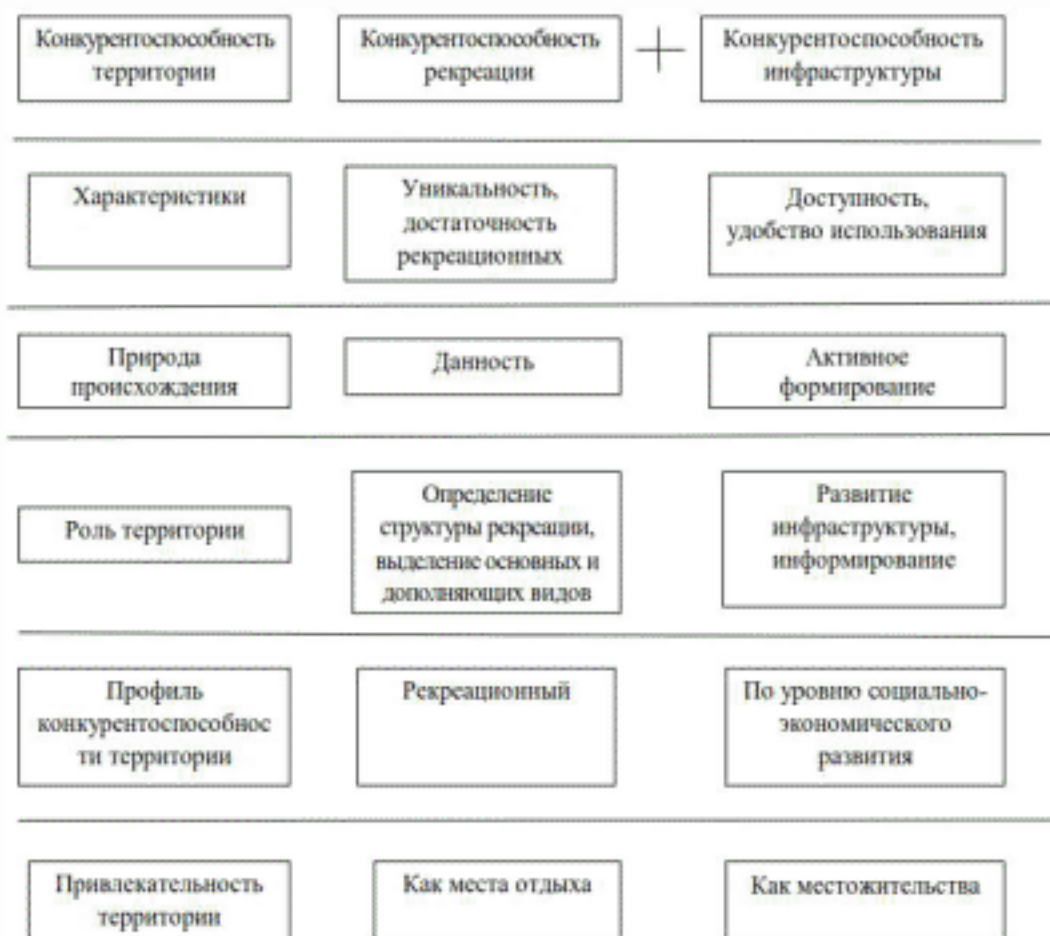 Конкурентоспособность
территории
Конкурентоспособность
рекреации
+
Конкурентоспособность
инфраструктуры
Характеристики
Уникальность,
достаточность
рекреационных
Доступность,
удобство использования
Природа
происхождения
Данность
Активное
формирование
Роль территории
Определение
структуры рекреации,
выделение основных и
дополняющих видов
Развитие
инфраструктуры,
информирование
Профиль
конкурентоспособнос
ти территории
Рекреационный
По уровню социально-
экономического
развития
Привлекательность
территории
Как места отдыха
Как местожительства